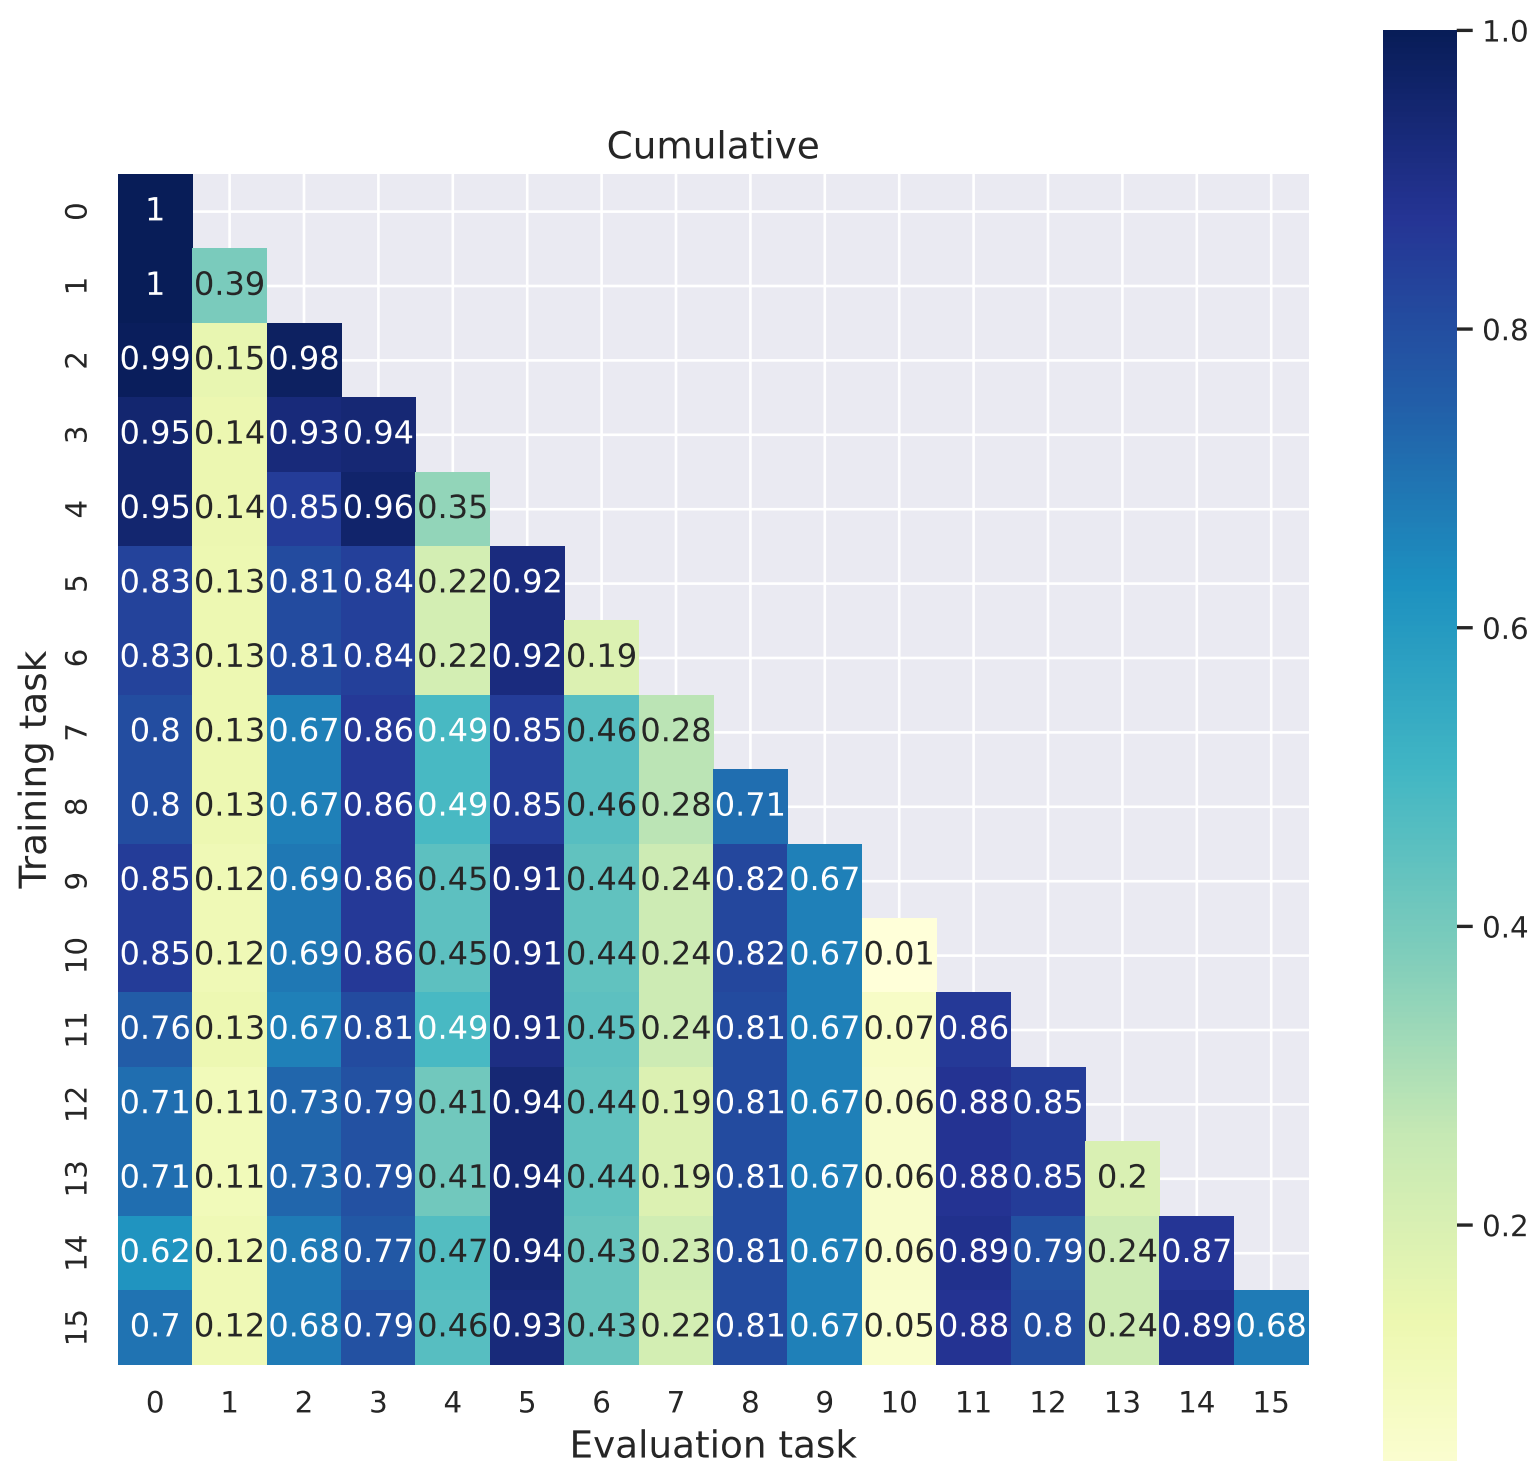 Cumulative
0 1
1 1 0.39
2 0.99 0.15 0.98
3 0.95 0.14 0.93 0.94
4 0.95 0.14 0.85 0.96 0.35
5 0.83 0.13 0.81 0.84 0.22 0.92
6 0.83 0.13 0.81 0.84 0.22 0.92 0.19
7 0.8 0.13 0.67 0.86 0.49 0.85 0.46 0.28
8 0.8 0.13 0.67 0.86 0.49 0.85 0.46 0.28 0.71
9 0.85 0.12 0.69 0.86 0.45 0.91 0.44 0.24 0.82 0.67
10 0.85 0.12 0.69 0.86 0.45 0.91 0.44 0.24 0.82 0.67 0.01
11 0.76 0.13 0.67 0.81 0.49 0.91 0.45 0.24 0.81 0.67 0.07 0.86
12 0.71 0.11 0.73 0.79 0.41 0.94 0.44 0.19 0.81 0.67 0.06 0.88 0.85
13 0.71 0.11 0.73 0.79 0.41 0.94 0.44 0.19 0.81 0.67 0.06 0.88 0.85 0.2
14 0.62 0.12 0.68 0.77 0.47 0.94 0.43 0.23 0.81 0.67 0.06 0.89 0.79 0.24 0.87
15 0.7 0.12 0.68 0.79 0.46 0.93 0.43 0.22 0.81 0.67 0.05 0.88 0.8 0.24 0.89 0.68
0 1 2 3 4 5 6 7 8 9 10 11 12 13 14 15
Evaluation task
Training task
1.0
0.8
0.6
0.4
0.2